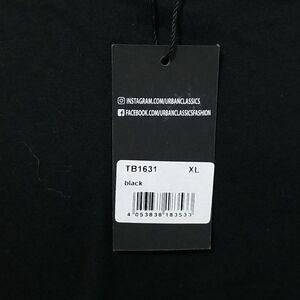 INSTAGRAM.COM/URBANCLASSICS
FACEBOOK.COM/URBANCLASSICSFASHION
TB1631 XL
black
4 053838 183533